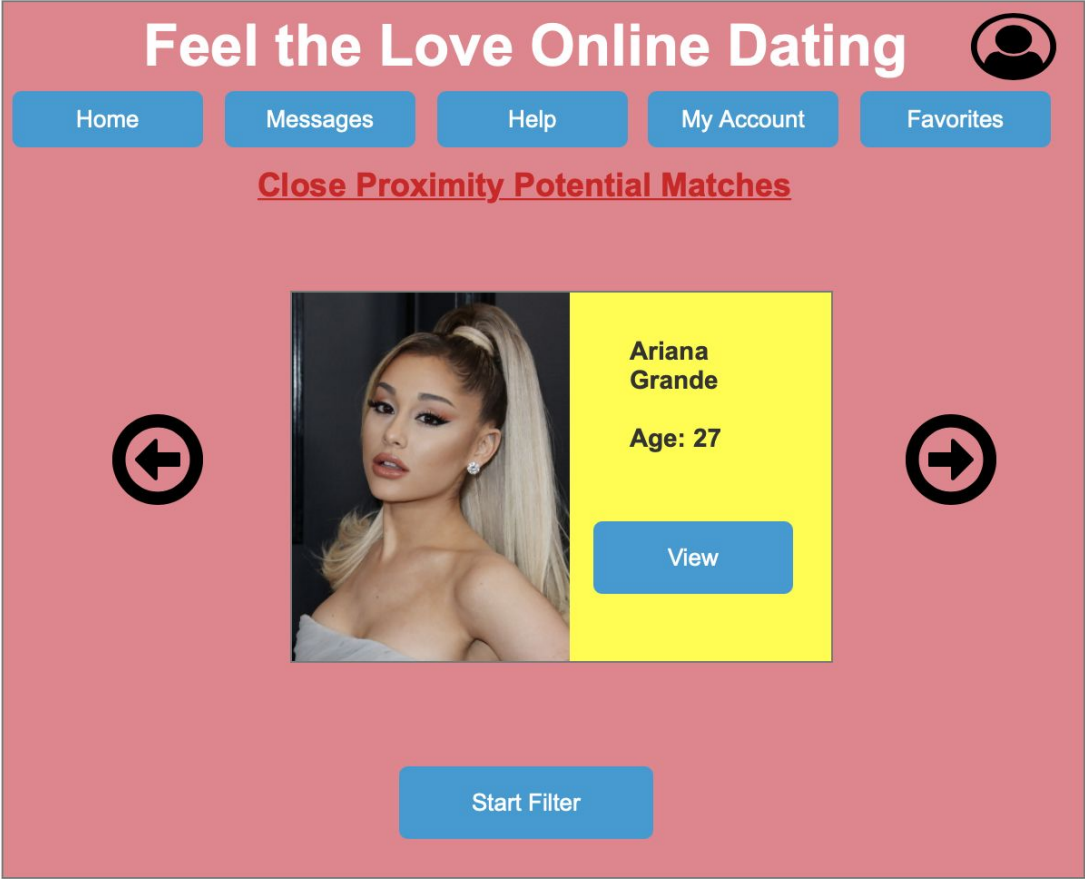 Feel the Love Online Dating
Home
Messages
Help
My Account
Favorites
Close Proximity Potential Matches
Ariana
Grande
Age: 27
View
Start Filter